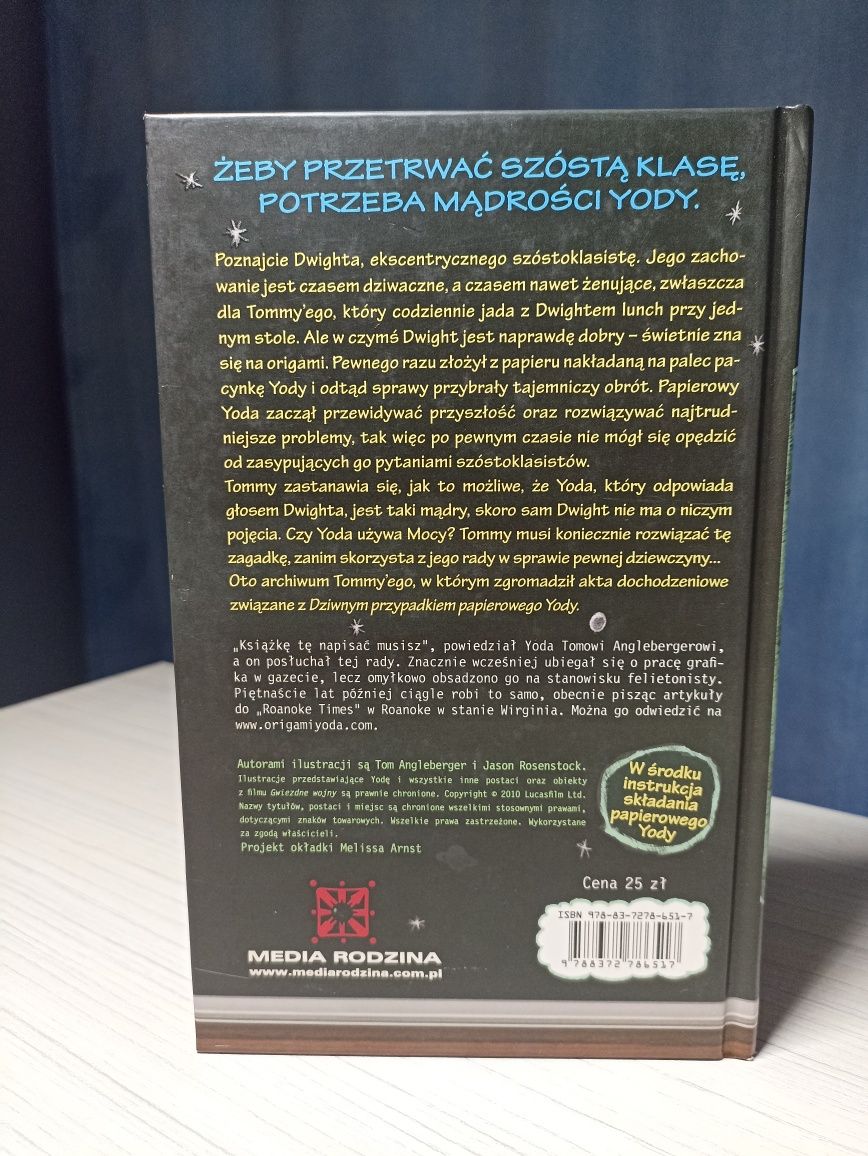 ŻEBY PRZETRWAĆ SZÓSTĄ KLASĘ,
POTRZEBA MĄDROŚCI YODY.
Poznajcie Dwighta, ekscentrycznego szóstoklasistę. Jego zacho-
wanie jest czasem dziwaczne, a czasem nawet żenujące, zwłaszcza
dla Tommy'ego, który codziennie jada z Dwightem lunch przy jed-
nym stole. Ale w czymś Dwight jest naprawdę dobry – świetnie zna
się na origami. Pewnego razu złożył z papieru nakładaną na palec pa-
cynkę Yody i odtąd sprawy przybrały tajemniczy obrót. Papierowy
Yoda zaczął przewidywać przyszłość oraz rozwiązywać najtrud-
niejsze problemy, tak więc po pewnym czasie nie mógł się opędzić
od zasypujących go pytaniami szóstoklasistów.
Tommy zastanawia się, jak to możliwe, że Yoda, który odpowiada
głosem Dwighta, jest taki mądry, skoro sam Dwight nie ma o niczym
pojęcia. Czy Yoda używa Mocy? Tommy musi koniecznie rozwiązać tę
zagadkę, zanim skorzysta z jego rady w sprawie pewnej dziewczyny...
Oto archiwum Tommy'ego, w którym zgromadził akta dochodzeniowe
związane z Dziwnym przypadkiem papierowego Yody.
„Książkę tę napisać musisz", powiedział Yoda Tomowi Anglebergerowi,
a on posłuchał tej rady. Znacznie wcześniej ubiegał się o pracę grafi-
ka w gazecie, lecz omyłkowo obsadzono go na stanowisku felietonisty.
Piętnaście lat później ciągle robi to samo, obecnie pisząc artykuły
do „Roanoke Times" w Roanoke w stanie Wirginia. Można go odwiedzić na
www.origamiyoda.com.
Autorami ilustracji są Tom Angleberger i Jason Rosenstock.
Ilustracje przedstawiające Yodę i wszystkie inne postaci oraz obiekty
z filmu Gwiezdne wojny są prawnie chronione. Copyright © 2010 Lucasfilm Ltd.
Nazwy tytułów, postaci i miejsc są chronione wszelkimi stosownymi prawami,
dotyczącymi znaków towarowych. Wszelkie prawa zastrzeżone. Wykorzystane
za zgodą właścicieli.
Projekt okładki Melissa Arnst
W środku
instrukcja
składania
papierowego
Yody
Cena 25 zł
ISBN 978-83-7278-651-7
9 788372 786517
MEDIA RODZINA
www.mediarodzina.com.pl